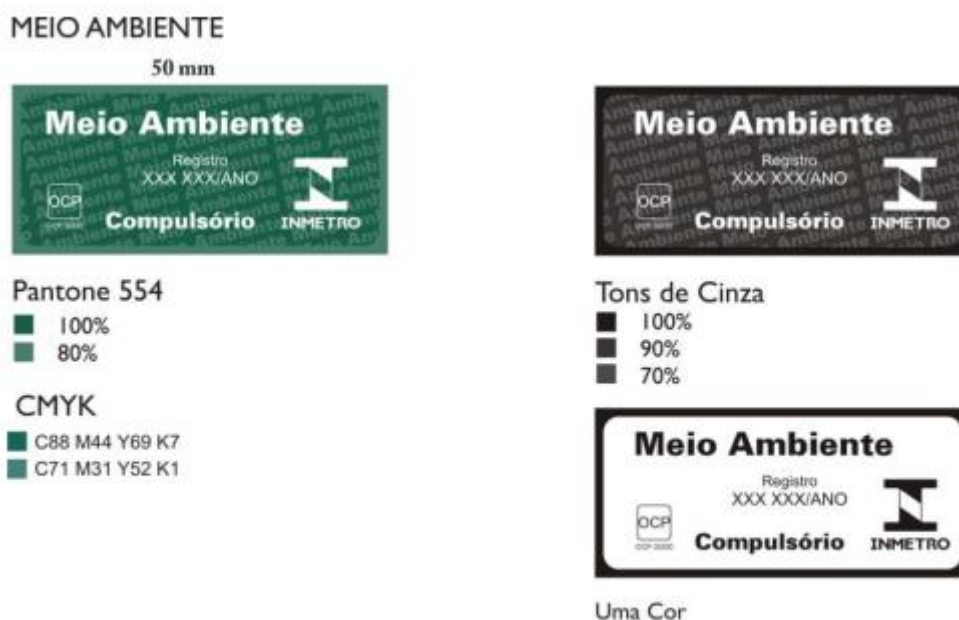 MEIO AMBIENTE
50 mm
Meio Ambiente
Registro
XXX XXX/ANO
OCP
Compulsório
INMETRO
Pantone 554
100%
80%
CMYK
C88 M44 Y69 K7
C71 M31 Y52 K1
Meio Ambiente
Registro
XXX XXX/ANO
OCP
Compulsório
INMETRO
Tons de Cinza
100%
90%
70%
Meio Ambiente
Registro
XXX XXX/ANO
OCP
Compulsório
INMETRO
Uma Cor